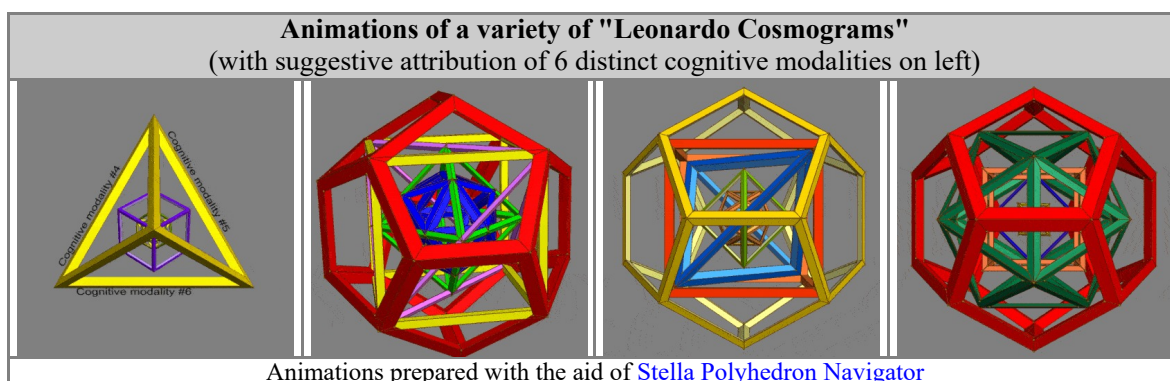 Animations of a variety of "Leonardo Cosmograms"
(with suggestive attribution of 6 distinct cognitive modalities on left)
Cognitive modality #4
Cognitive modality #5
Cognitive modality #6
Animations prepared with the aid of Stella Polyhedron Navigator